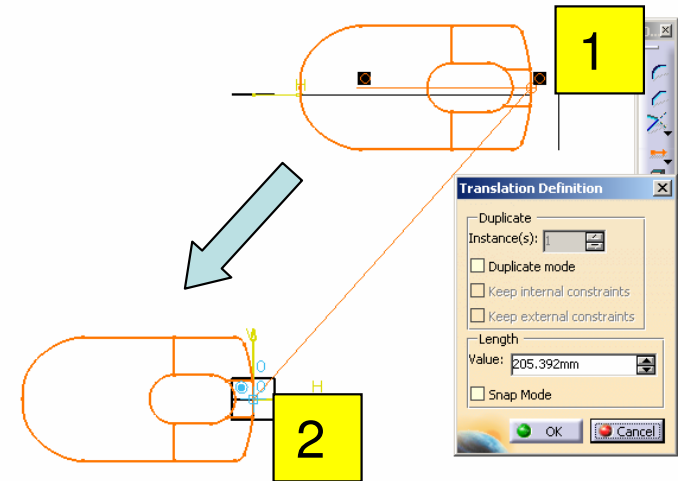 1
H
Translation Definition
Duplicate
Instance(s): 1
Duplicate mode
Keep internal constraints
Keep external constraints
Length
Value: 205.392mm
Snap Mode
OK Cancel
V
H
2